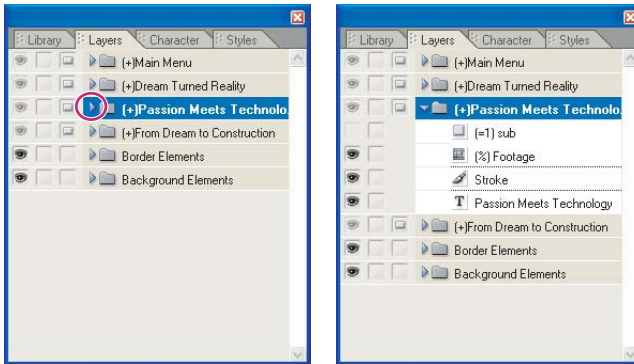 Library Layers Character Styles
(+)Main Menu
(+)Dream Turned Reality
(+)Passion Meets Technolo
(+)From Dream to Construction
Border Elements
Background Elements
Library Layers Character Styles
(+)Main Menu
(+)Dream Turned Reality
(+)Passion Meets Technolo
(=1) sub
(%) Footage
Stroke
T Passion Meets Technology
(+)From Dream to Construction
Border Elements
Background Elements